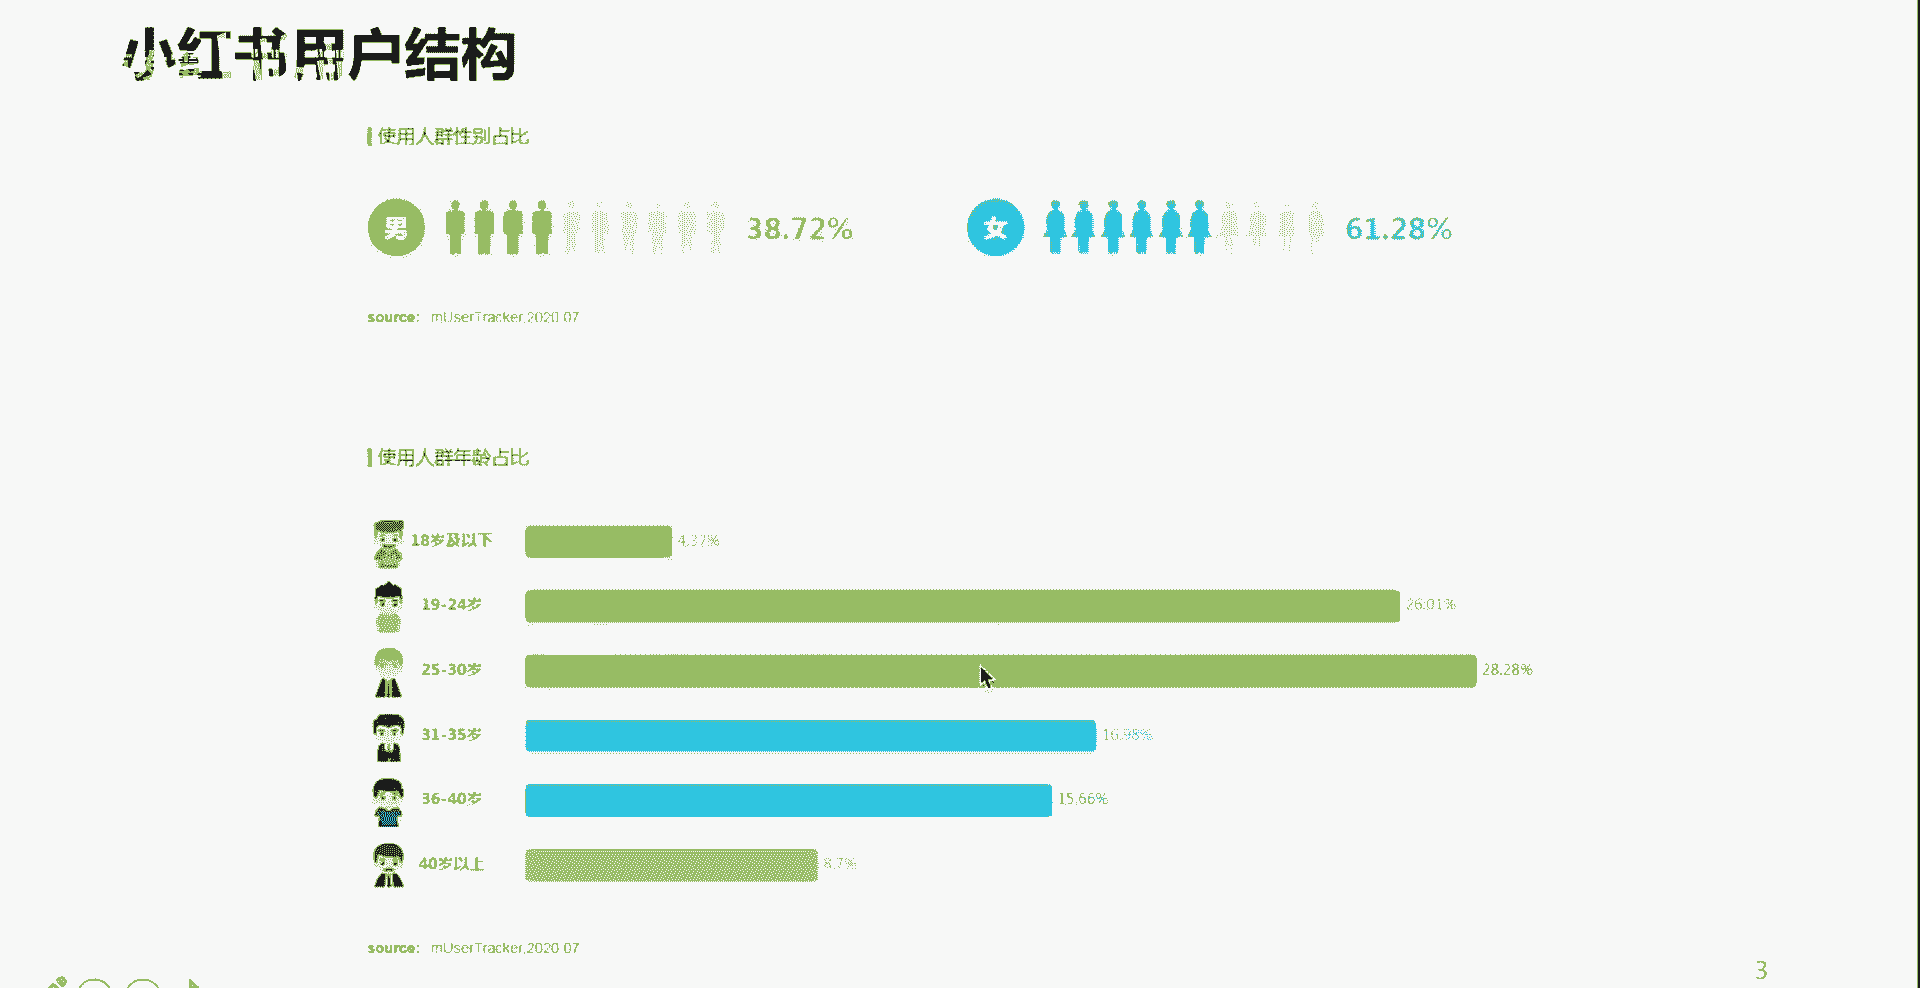 小红书用户结构
使用人群性别占比
男 38.72% 女 61.28%
source: mUserTracker,2020.07
使用人群年龄占比
18岁及以下 4.37%
19-24岁 26.01%
25-30岁 28.28%
31-35岁 16.98%
36-40岁 15.66%
40岁以上 8.7%
source: mUserTracker,2020.07
3